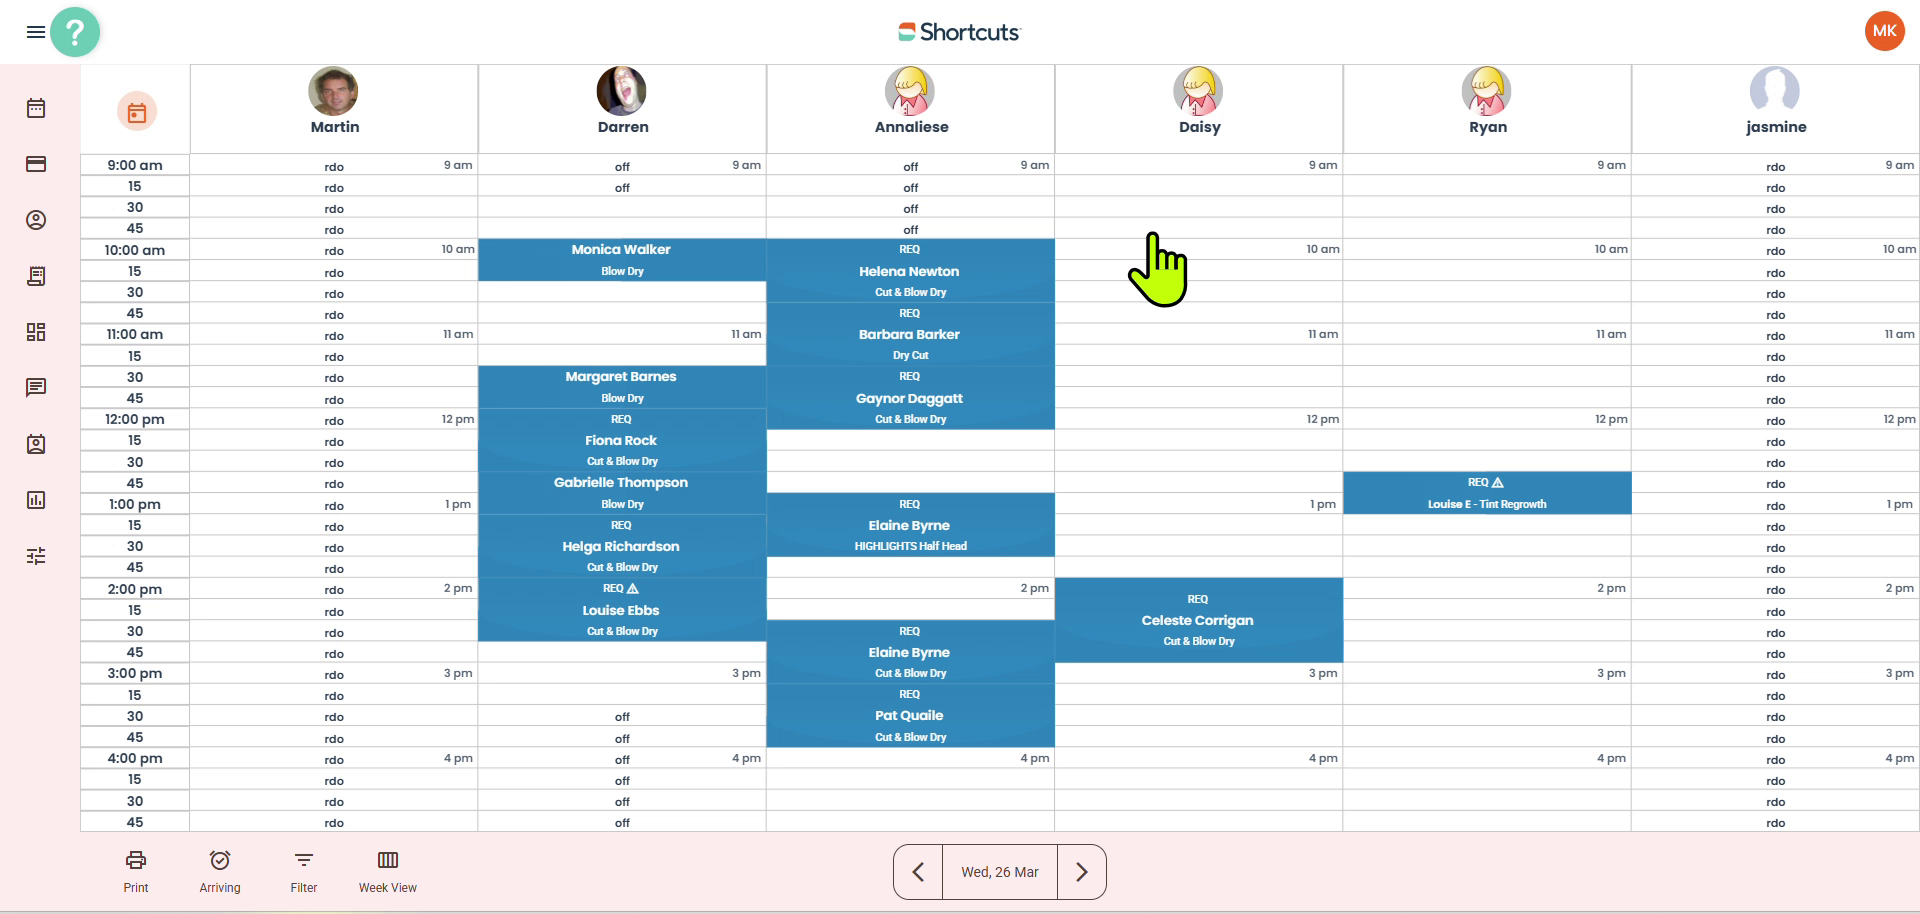 ?
Shortcuts
MK
Martin Darren Annaliese Daisy Ryan jasmine
9:00 am rdo 9 am off 9 am off 9 am 9 am 9 am rdo 9 am
15 rdo off off rdo
30 rdo off rdo
45 rdo off rdo
10:00 am rdo 10 am Monica Walker REQ 10 am 10 am rdo 10 am
15 rdo Blow Dry Helena Newton rdo
30 rdo Cut & Blow Dry rdo
45 rdo REQ rdo
11:00 am rdo 11 am 11 am Barbara Barker 11 am 11 am rdo 11 am
15 rdo Dry Cut rdo
30 rdo Margaret Barnes REQ rdo
45 rdo Blow Dry Gaynor Daggatt rdo
12:00 pm rdo 12 pm REQ Cut & Blow Dry 12 pm 12 pm rdo 12 pm
15 rdo Fiona Rock rdo
30 rdo Cut & Blow Dry rdo
45 rdo Gabrielle Thompson REQ rdo
1:00 pm rdo 1 pm Blow Dry REQ 1 pm Louise E - Tint Regrowth rdo 1 pm
15 rdo REQ Elaine Byrne rdo
30 rdo Helga Richardson HIGHLIGHTS Half Head rdo
45 rdo Cut & Blow Dry rdo
2:00 pm rdo 2 pm REQ 2 pm REQ 2 pm rdo 2 pm
15 rdo Louise Ebbs Celeste Corrigan rdo
30 rdo Cut & Blow Dry REQ Cut & Blow Dry rdo
45 rdo Elaine Byrne rdo
3:00 pm rdo 3 pm 3 pm Cut & Blow Dry 3 pm 3 pm rdo 3 pm
15 rdo REQ rdo
30 rdo off Pat Quaile rdo
45 rdo off Cut & Blow Dry rdo
4:00 pm rdo 4 pm off 4 pm 4 pm 4 pm 4 pm rdo 4 pm
15 rdo off rdo
30 rdo off rdo
45 rdo off rdo
Print Arriving Filter Week View Wed, 26 Mar